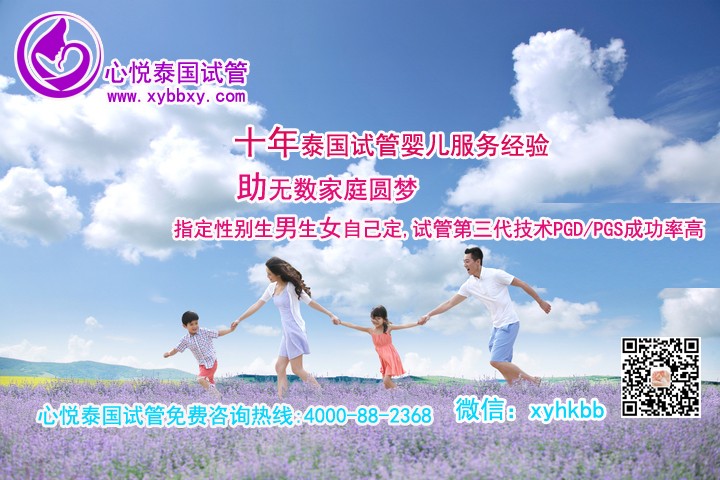 心悦泰国试管
www.xybbxy.com
十年泰国试管婴儿服务经验
助无数家庭圆梦
指定性别生男生女自己定,试管第三代技术PGD/PGS成功率高
心悦泰国试管免费咨询热线:4000-88-2368 微信：xyhkbb